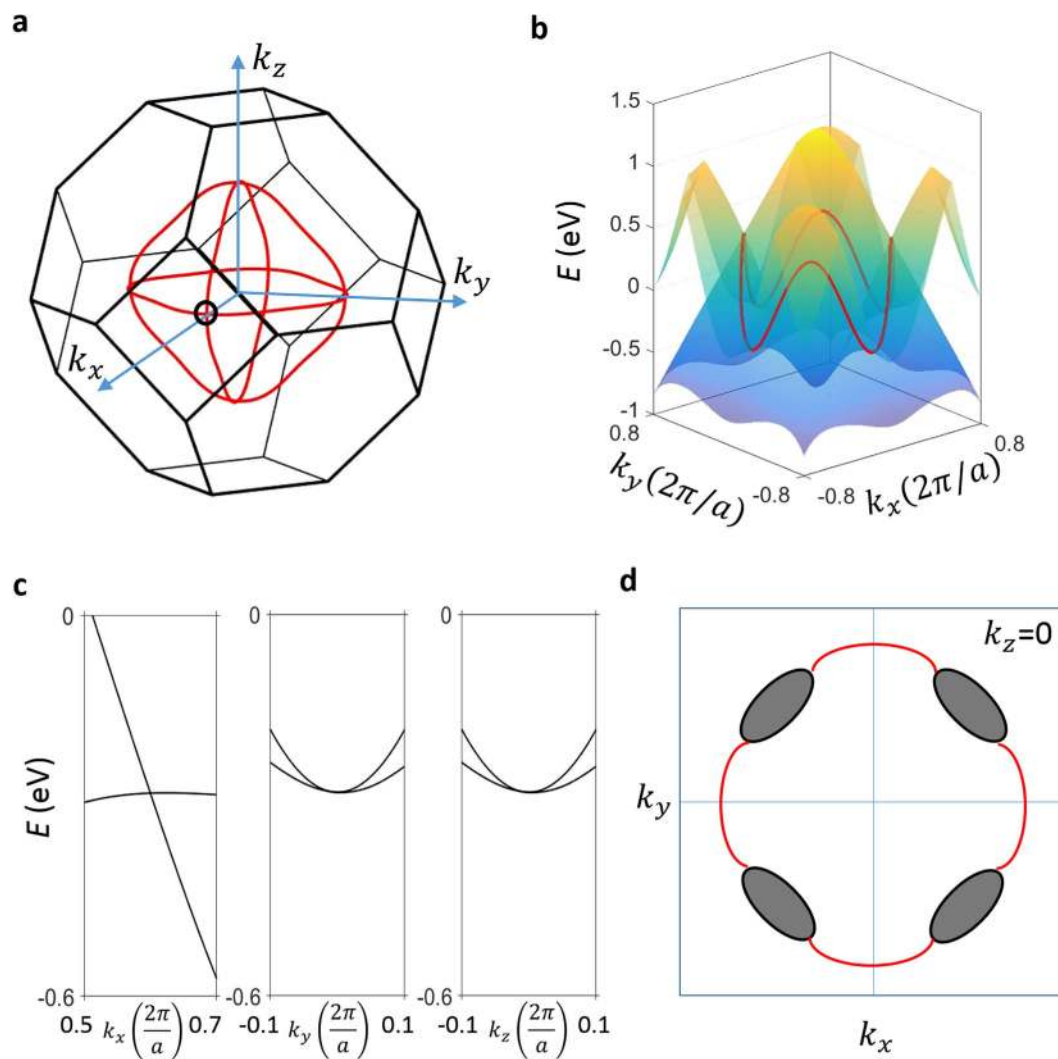 a
k_z
k_y
k_x
b
1.5
1
0.5
0
-0.5
-1
E (eV)
0.8
-0.8
-0.8
0.8
k_y(2π/a)
k_x(2π/a)
c
0
0
0
E (eV)
-0.6
-0.6
-0.6
0.5 k_x(2π/a) 0.7
-0.1 k_y(2π/a) 0.1
-0.1 k_z(2π/a) 0.1
d
k_z=0
k_y
k_x